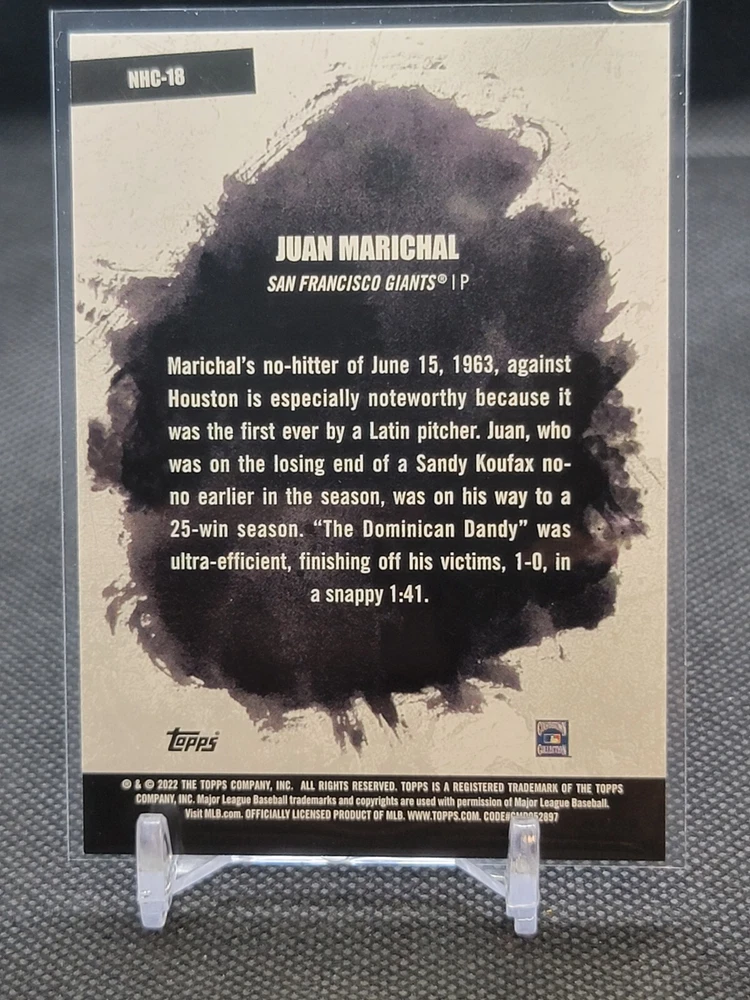 NHC-18
JUAN MARICHAL
SAN FRANCISCO GIANTS® | P
Marichal's no-hitter of June 15, 1963, against
Houston is especially noteworthy because it
was the first ever by a Latin pitcher. Juan, who
was on the losing end of a Sandy Koufax no-
no earlier in the season, was on his way to a
25-win season. “The Dominican Dandy” was
ultra-efficient, finishing off his victims, 1-0, in
a snappy 1:41.
Topps®
COOPERSTOWN
COLLECTION
® & © 2022 THE TOPPS COMPANY, INC. ALL RIGHTS RESERVED. TOPPS IS A REGISTERED TRADEMARK OF THE TOPPS
COMPANY, INC. Major League Baseball trademarks and copyrights are used with permission of Major League Baseball.
Visit MLB.com. OFFICIALLY LICENSED PRODUCT OF MLB. WWW.TOPPS.COM.